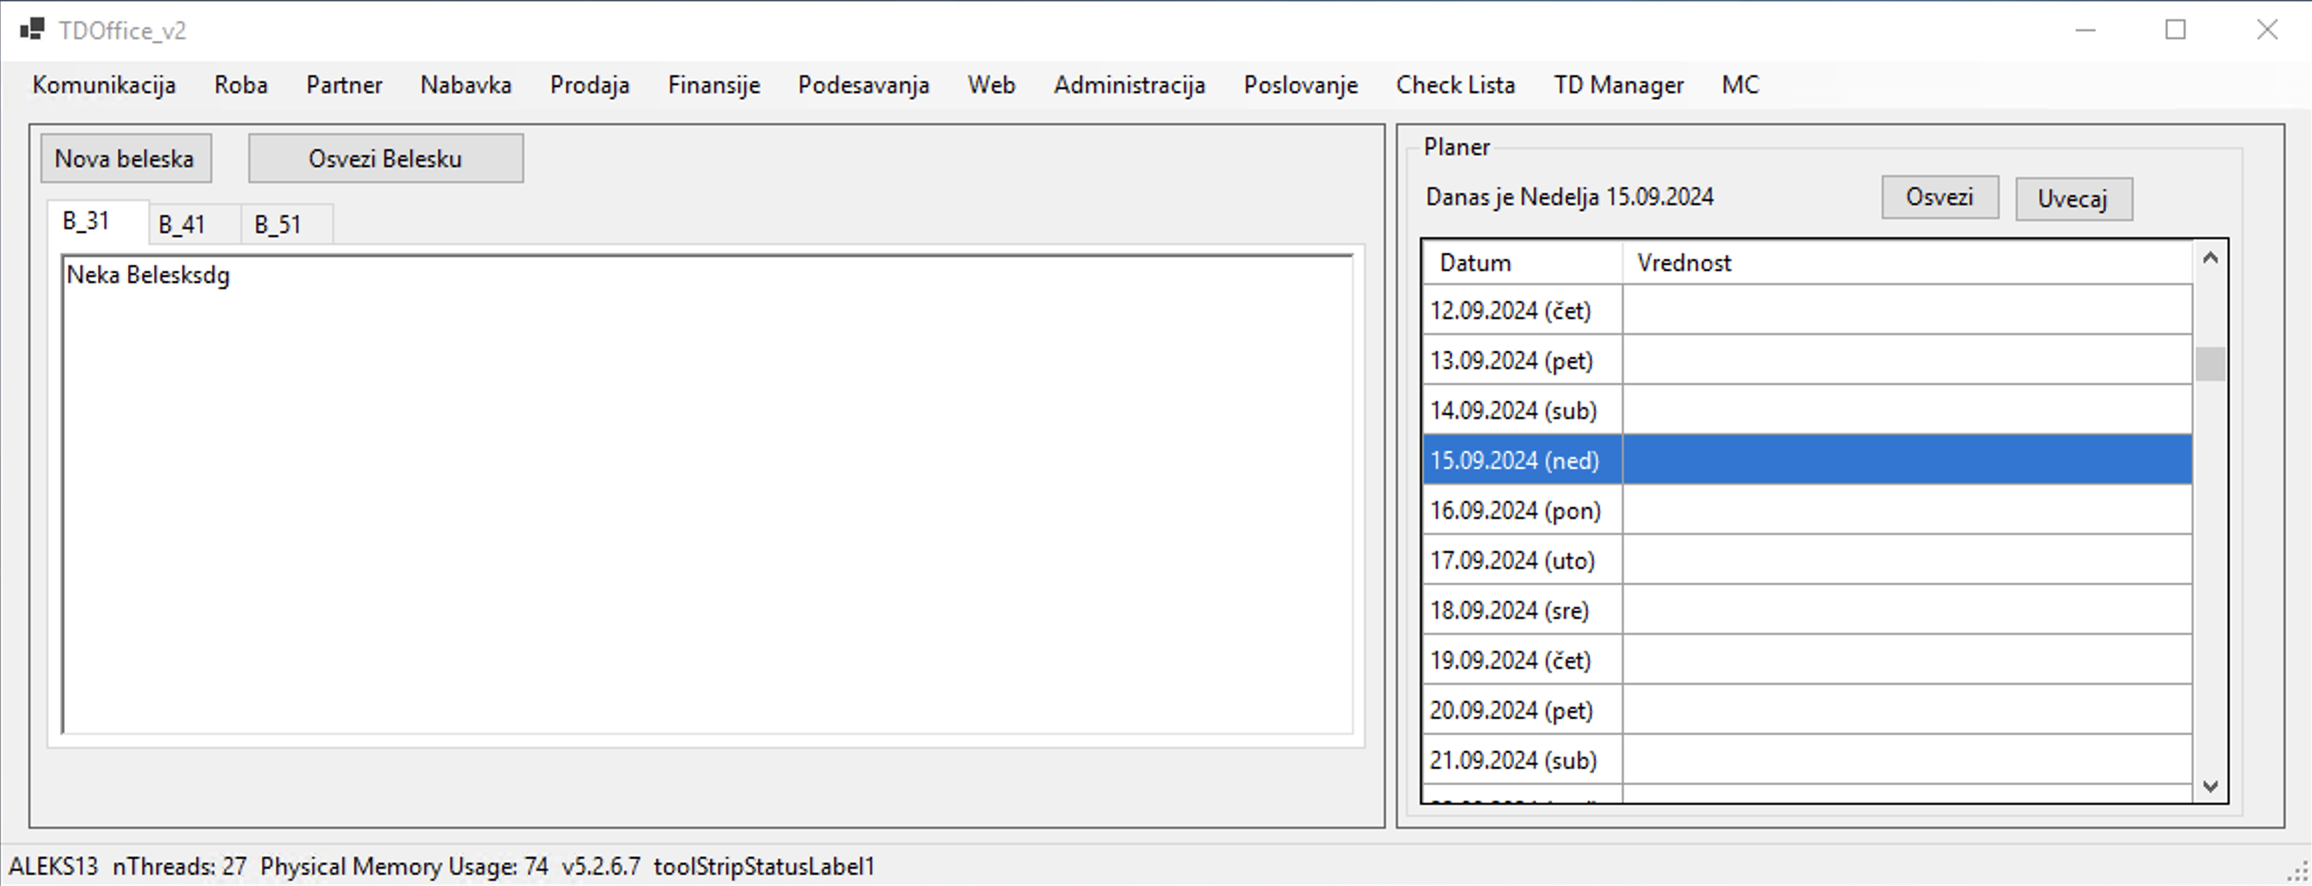 TDOffice_v2
Komunikacija Roba Partner Nabavka Prodaja Finansije Podesavanja Web Administracija Poslovanje Check Lista TD Manager MC
Nova beleska Osvezi Belesku
B_31 B_41 B_51
Neka Belesksdg
Planer
Danas je Nedelja 15.09.2024 Osvezi Uvecaj
Datum Vrednost
12.09.2024 (čet)
13.09.2024 (pet)
14.09.2024 (sub)
15.09.2024 (ned)
16.09.2024 (pon)
17.09.2024 (uto)
18.09.2024 (sre)
19.09.2024 (čet)
20.09.2024 (pet)
21.09.2024 (sub)
ALEKS13 nThreads: 27 Physical Memory Usage: 74 v5.2.6.7 toolStripStatusLabel1